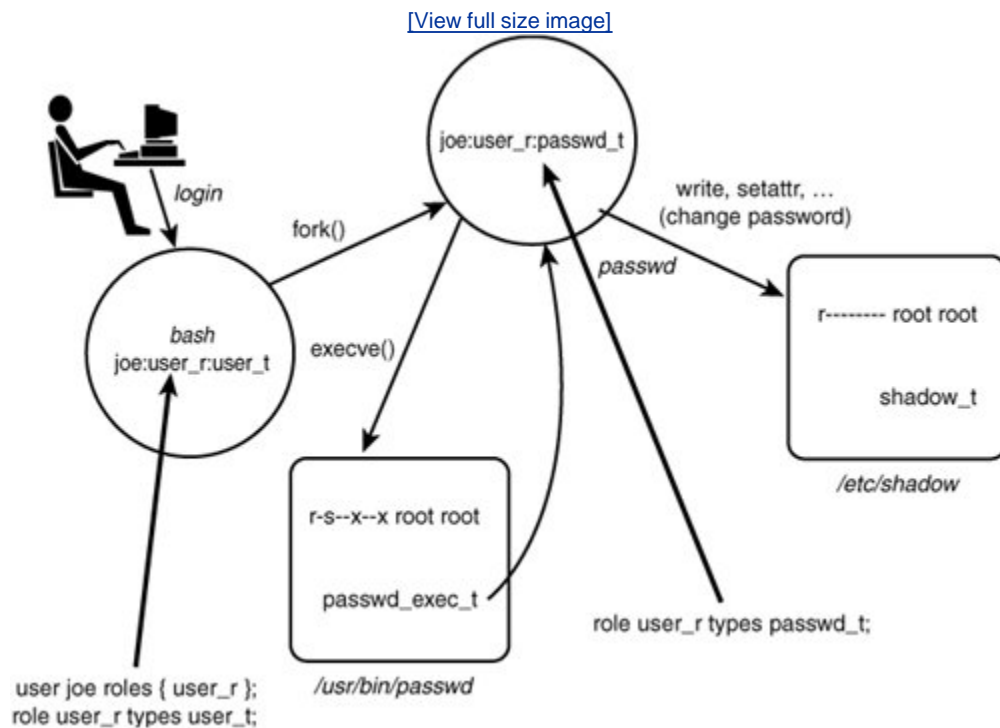 [View full size image]
login
fork()
joe:user_r:passwd_t
write, setattr, ...
(change password)
passwd
bash
joe:user_r:user_t
execve()
r-------- root root
shadow_t
/etc/shadow
r-s--x--x root root
passwd_exec_t
/usr/bin/passwd
role user_r types passwd_t;
user joe roles { user_r };
role user_r types user_t;